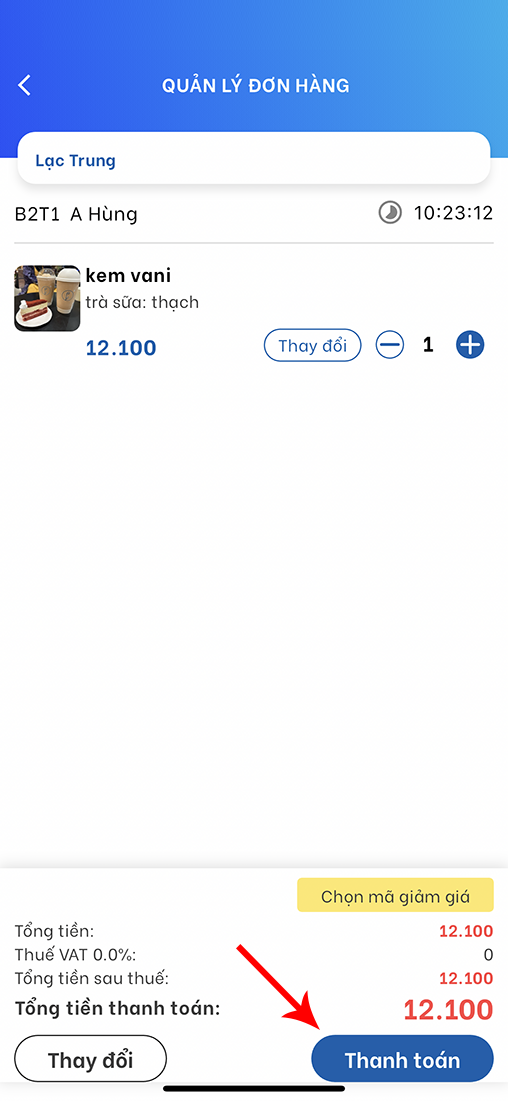 QUẢN LÝ ĐƠN HÀNG
Lạc Trung
B2T1 A Hùng 10:23:12
kem vani
trà sữa: thạch
12.100 Thay đổi 1
Chọn mã giảm giá
Tổng tiền: 12.100
Thuế VAT 0.0%: 0
Tổng tiền sau thuế: 12.100
Tổng tiền thanh toán: 12.100
Thay đổi Thanh toán